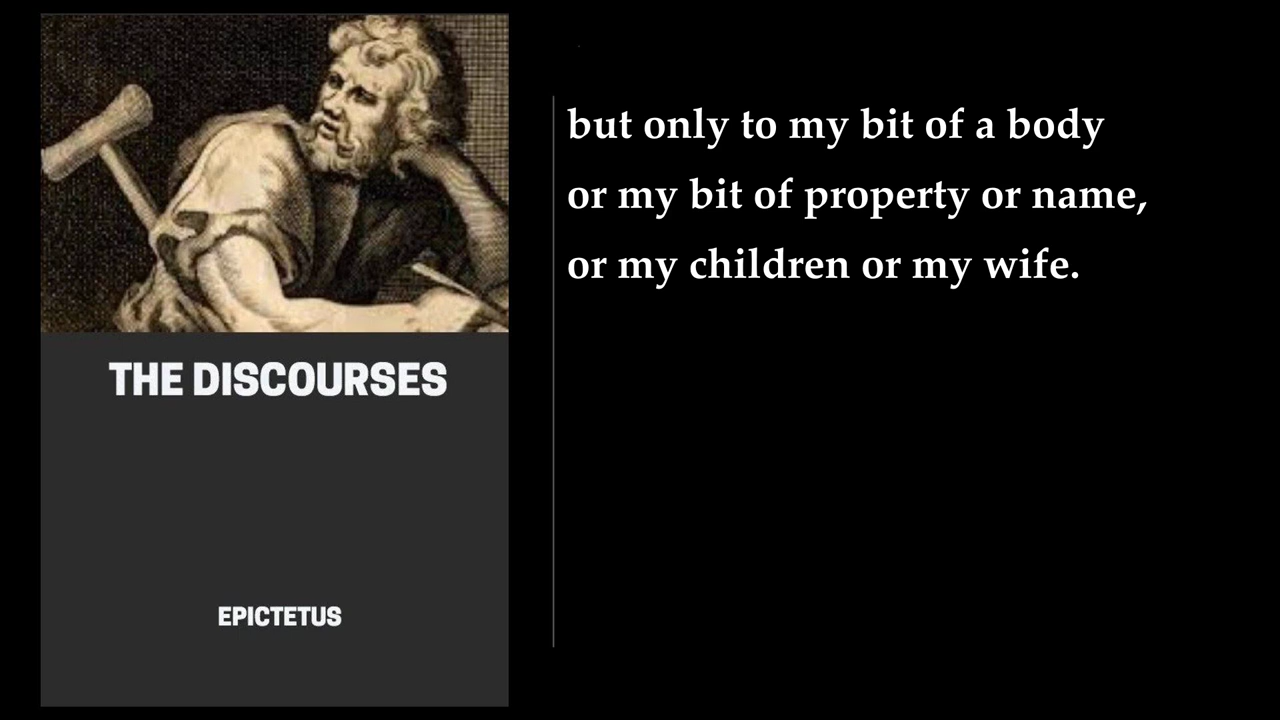 THE DISCOURSES
EPICTETUS
but only to my bit of a body
or my bit of property or name,
or my children or my wife.